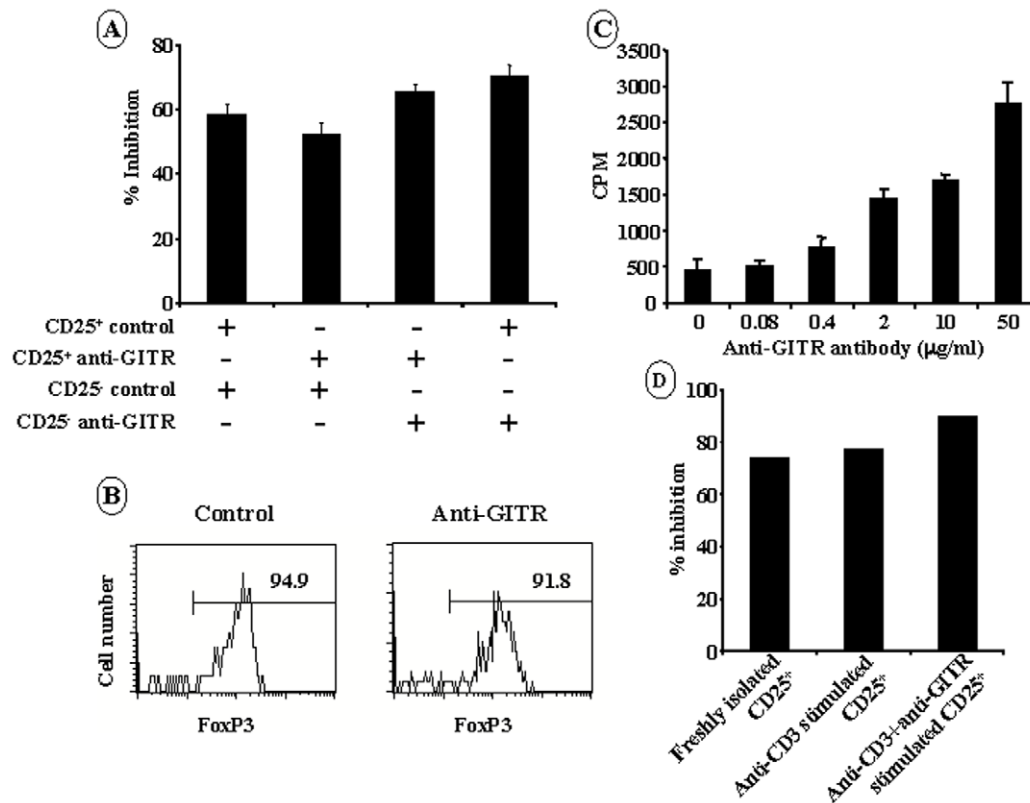 A
80
60
40
20
0
% Inhibition
CD25+ control + - - +
CD25+ anti-GITR - + + -
CD25- control + + - -
CD25- anti-GITR - - + +
B
Control
94.9
Cell number
FoxP3
Anti-GITR
91.8
FoxP3
C
3500
3000
2500
2000
1500
1000
500
0
CPM
0 0.08 0.4 2 10 50
Anti-GITR antibody (μg/ml)
D
100
80
60
40
20
0
% inhibition
Freshly isolated
CD25+
Anti-CD3 stimulated
CD25+
Anti-CD3+anti-GITR
stimulated CD25+